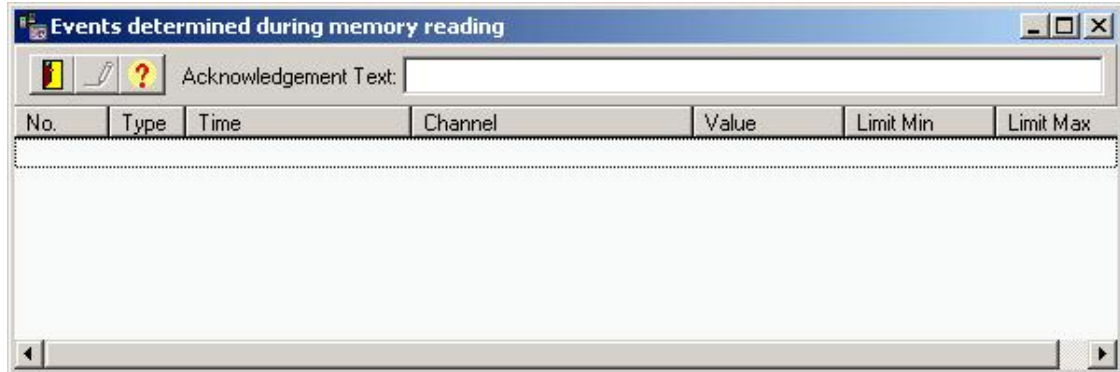 Events determined during memory reading
Acknowledgement Text:
No. Type Time Channel Value Limit Min Limit Max